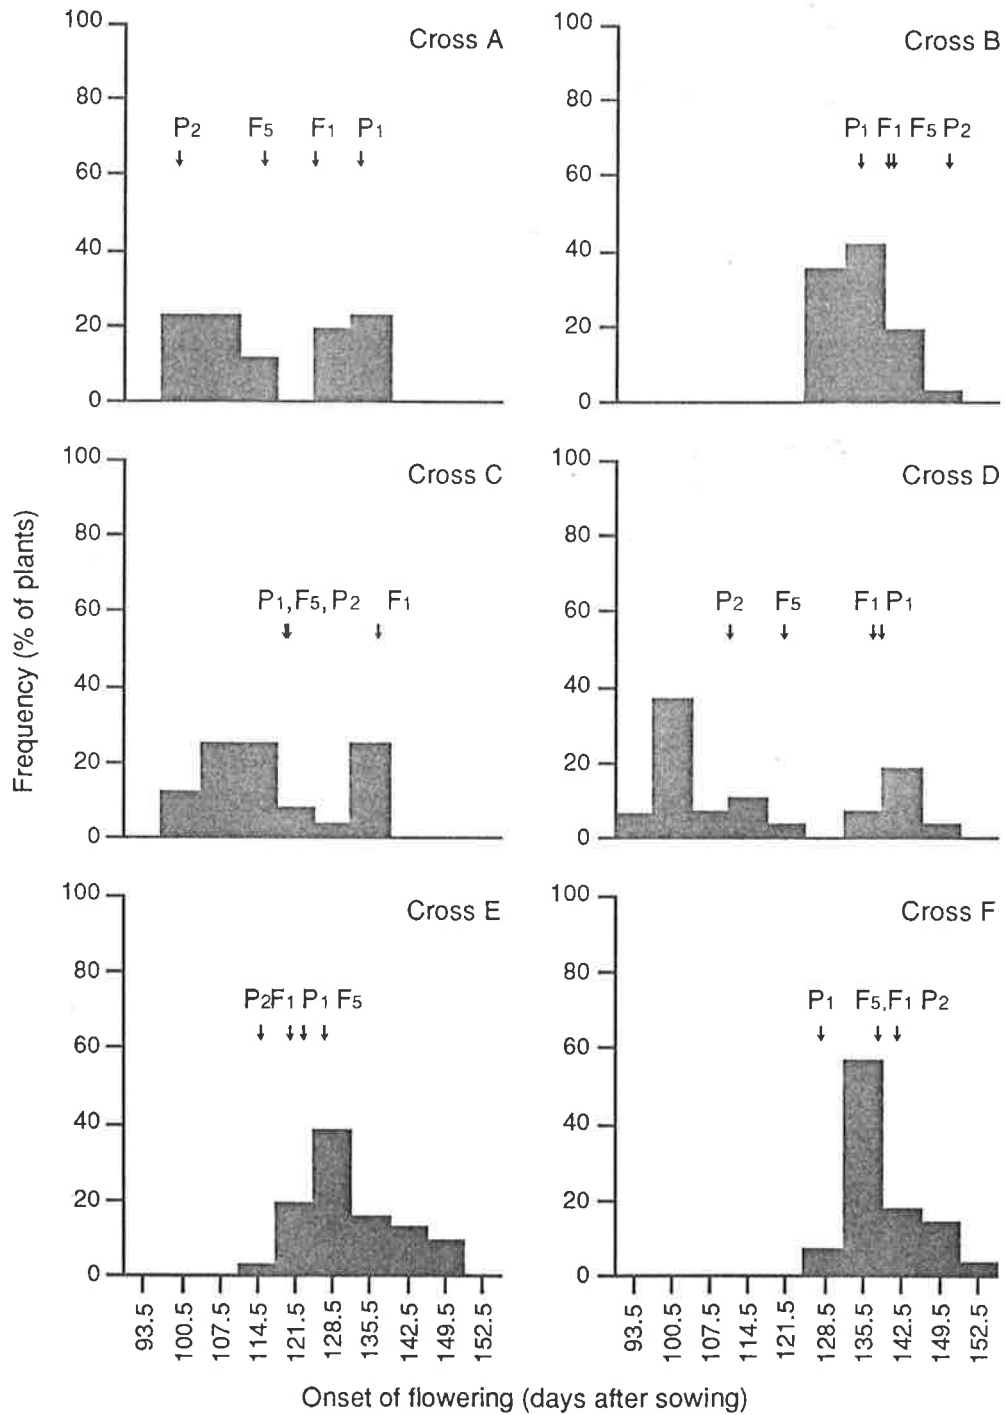 Cross A
100
80
60
40
20
0
P2 F5 F1 P1
Cross B
100
80
60
40
20
0
P1 F1 F5 P2
Cross C
100
80
60
40
20
0
P1,F5,P2 F1
Cross D
100
80
60
40
20
0
P2 F5 F1 P1
Frequency (% of plants)
Cross E
100
80
60
40
20
0
P2F1 P1 F5
93.5 100.5 107.5 114.5 121.5 128.5 135.5 142.5 149.5 152.5
Cross F
100
80
60
40
20
0
P1 F5,F1 P2
93.5 100.5 107.5 114.5 121.5 128.5 135.5 142.5 149.5 152.5
Onset of flowering (days after sowing)